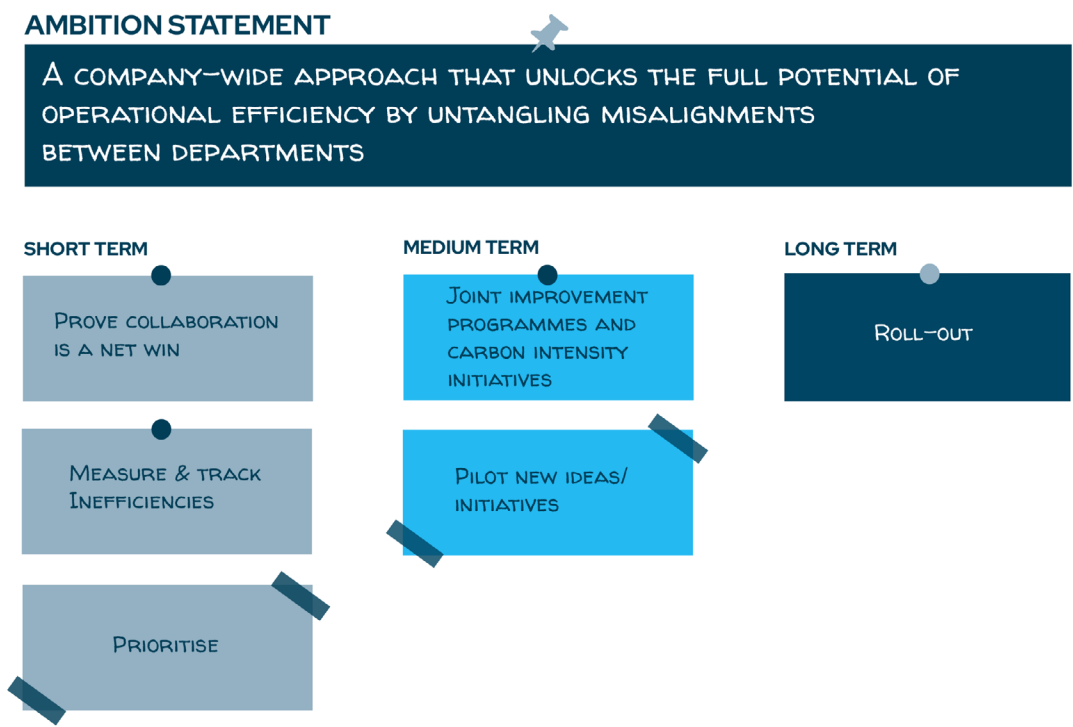 AMBITION STATEMENT
A COMPANY-WIDE APPROACH THAT UNLOCKS THE FULL POTENTIAL OF
OPERATIONAL EFFICIENCY BY UNTANGLING MISALIGNMENTS
BETWEEN DEPARTMENTS
SHORT TERM
PROVE COLLABORATION
IS A NET WIN
MEASURE & TRACK
INEFFICIENCIES
PRIORITISE
MEDIUM TERM
JOINT IMPROVEMENT
PROGRAMMES AND
CARBON INTENSITY
INITIATIVES
PILOT NEW IDEAS/
INITIATIVES
LONG TERM
ROLL-OUT